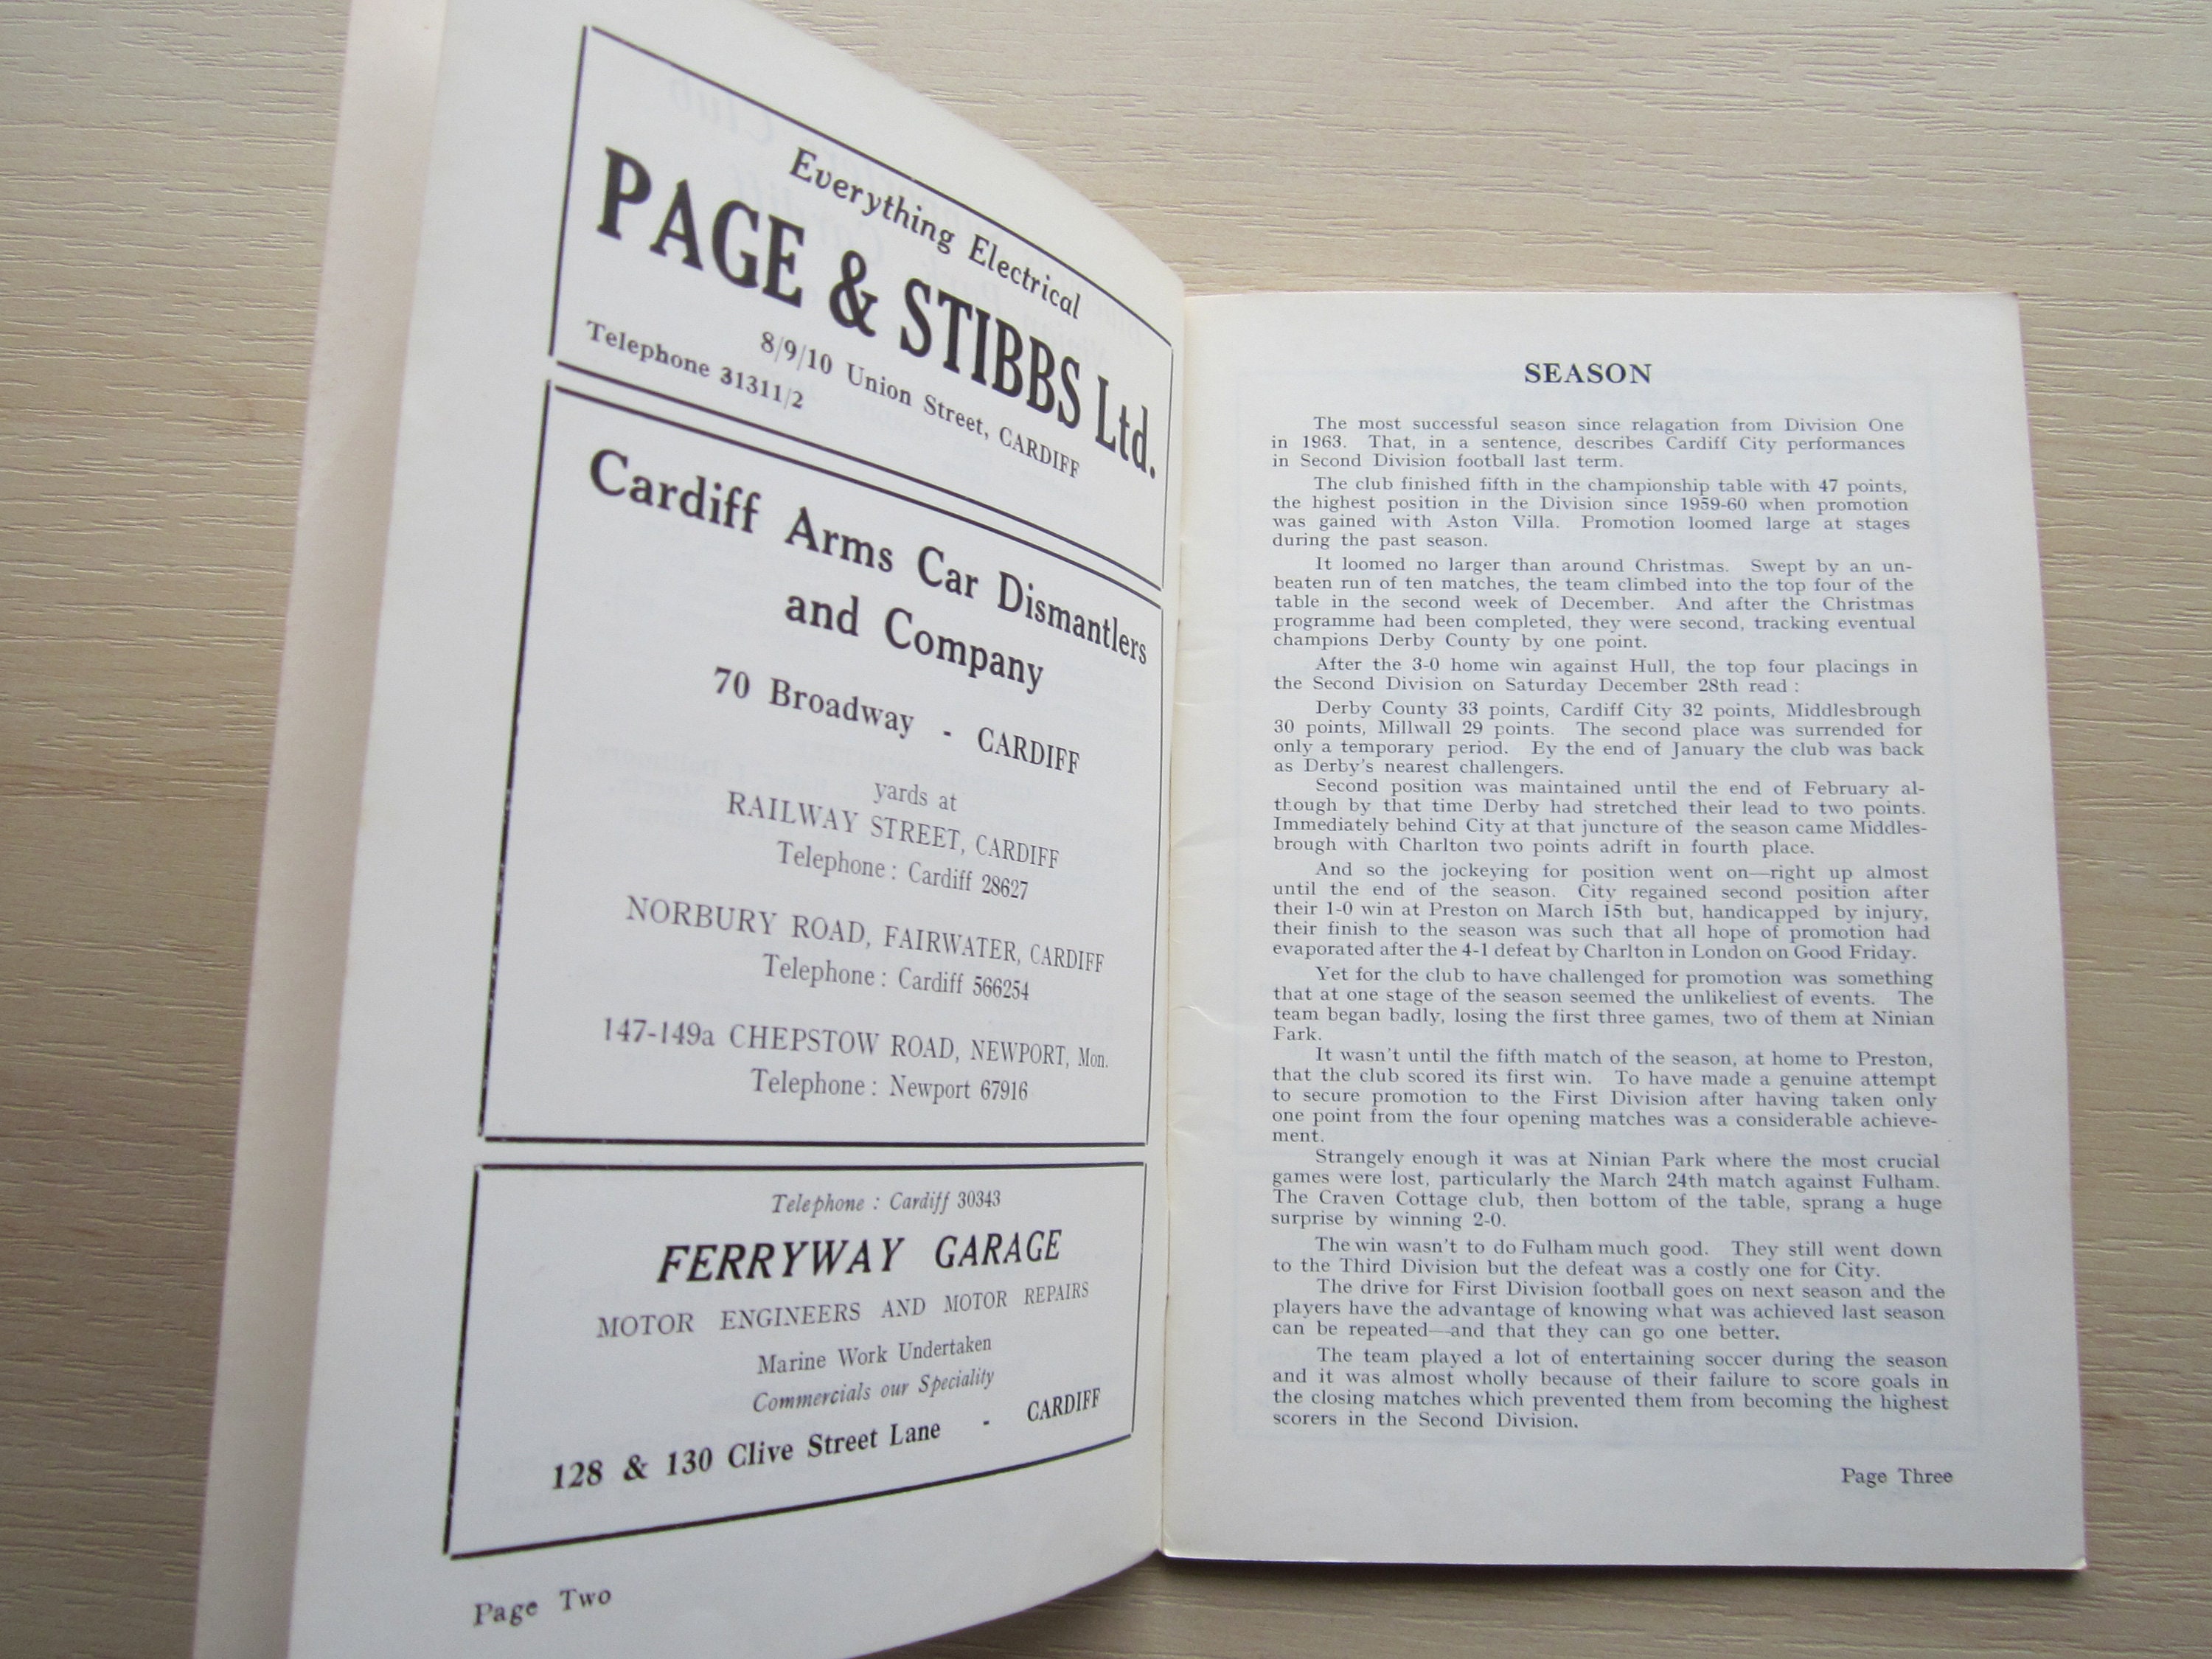 Everything Electrical
PAGE & STIBBS Ltd.
8/9/10 Union Street, CARDIFF
Telephone 31311/2
Cardiff Arms Car Dismantlers
and Company
70 Broadway - CARDIFF
yards at
RAILWAY STREET, CARDIFF
Telephone : Cardiff 28627
NORBURY ROAD, FAIRWATER, CARDIFF
Telephone : Cardiff 566254
147-149a CHEPSTOW ROAD, NEWPORT, Mon.
Telephone : Newport 67916
Telephone : Cardiff 30343
FERRYWAY GARAGE
MOTOR ENGINEERS AND MOTOR REPAIRS
Marine Work Undertaken
Commercials our Speciality
128 & 130 Clive Street Lane - CARDIFF
Page Two
SEASON
The most successful season since relagation from Division One
in 1963. That, in a sentence, describes Cardiff City performances
in Second Division football last term.
The club finished fifth in the championship table with 47 points,
the highest position in the Division since 1959-60 when promotion
was gained with Aston Villa. Promotion loomed large at stages
during the past season.
It loomed no larger than around Christmas. Swept by an un-
beaten run of ten matches, the team climbed into the top four of the
table in the second week of December. And after the Christmas
programme had been completed, they were second, tracking eventual
champions Derby County by one point.
After the 3-0 home win against Hull, the top four placings in
the Second Division on Saturday December 28th read :
Derby County 33 points, Cardiff City 32 points, Middlesbrough
30 points, Millwall 29 points. The second place was surrended for
only a temporary period. Ey the end of January the club was back
as Derby's nearest challengers.
Second position was maintained until the end of February al-
though by that time Derby had stretched their lead to two points.
Immediately behind City at that juncture of the season came Middles-
brough with Charlton two points adrift in fourth place.
And so the jockeying for position went on—right up almost
until the end of the season. City regained second position after
their 1-0 win at Preston on March 15th but, handicapped by injury,
their finish to the season was such that all hope of promotion had
evaporated after the 4-1 defeat by Charlton in London on Good Friday.
Yet for the club to have challenged for promotion was something
that at one stage of the season seemed the unlikeliest of events. The
team began badly, losing the first three games, two of them at Ninian
Fark.
It wasn't until the fifth match of the season, at home to Preston,
that the club scored its first win. To have made a genuine attempt
to secure promotion to the First Division after having taken only
one point from the four opening matches was a considerable achieve-
ment.
Strangely enough it was at Ninian Park where the most crucial
games were lost, particularly the March 24th match against Fulham.
The Craven Cottage club, then bottom of the table, sprang a huge
surprise by winning 2-0.
The win wasn't to do Fulham much good. They still went down
to the Third Division but the defeat was a costly one for City.
The drive for First Division football goes on next season and the
players have the advantage of knowing what was achieved last season
can be repeated—and that they can go one better.
The team played a lot of entertaining soccer during the season
and it was almost wholly because of their failure to score goals in
the closing matches which prevented them from becoming the highest
scorers in the Second Division.
Page Three